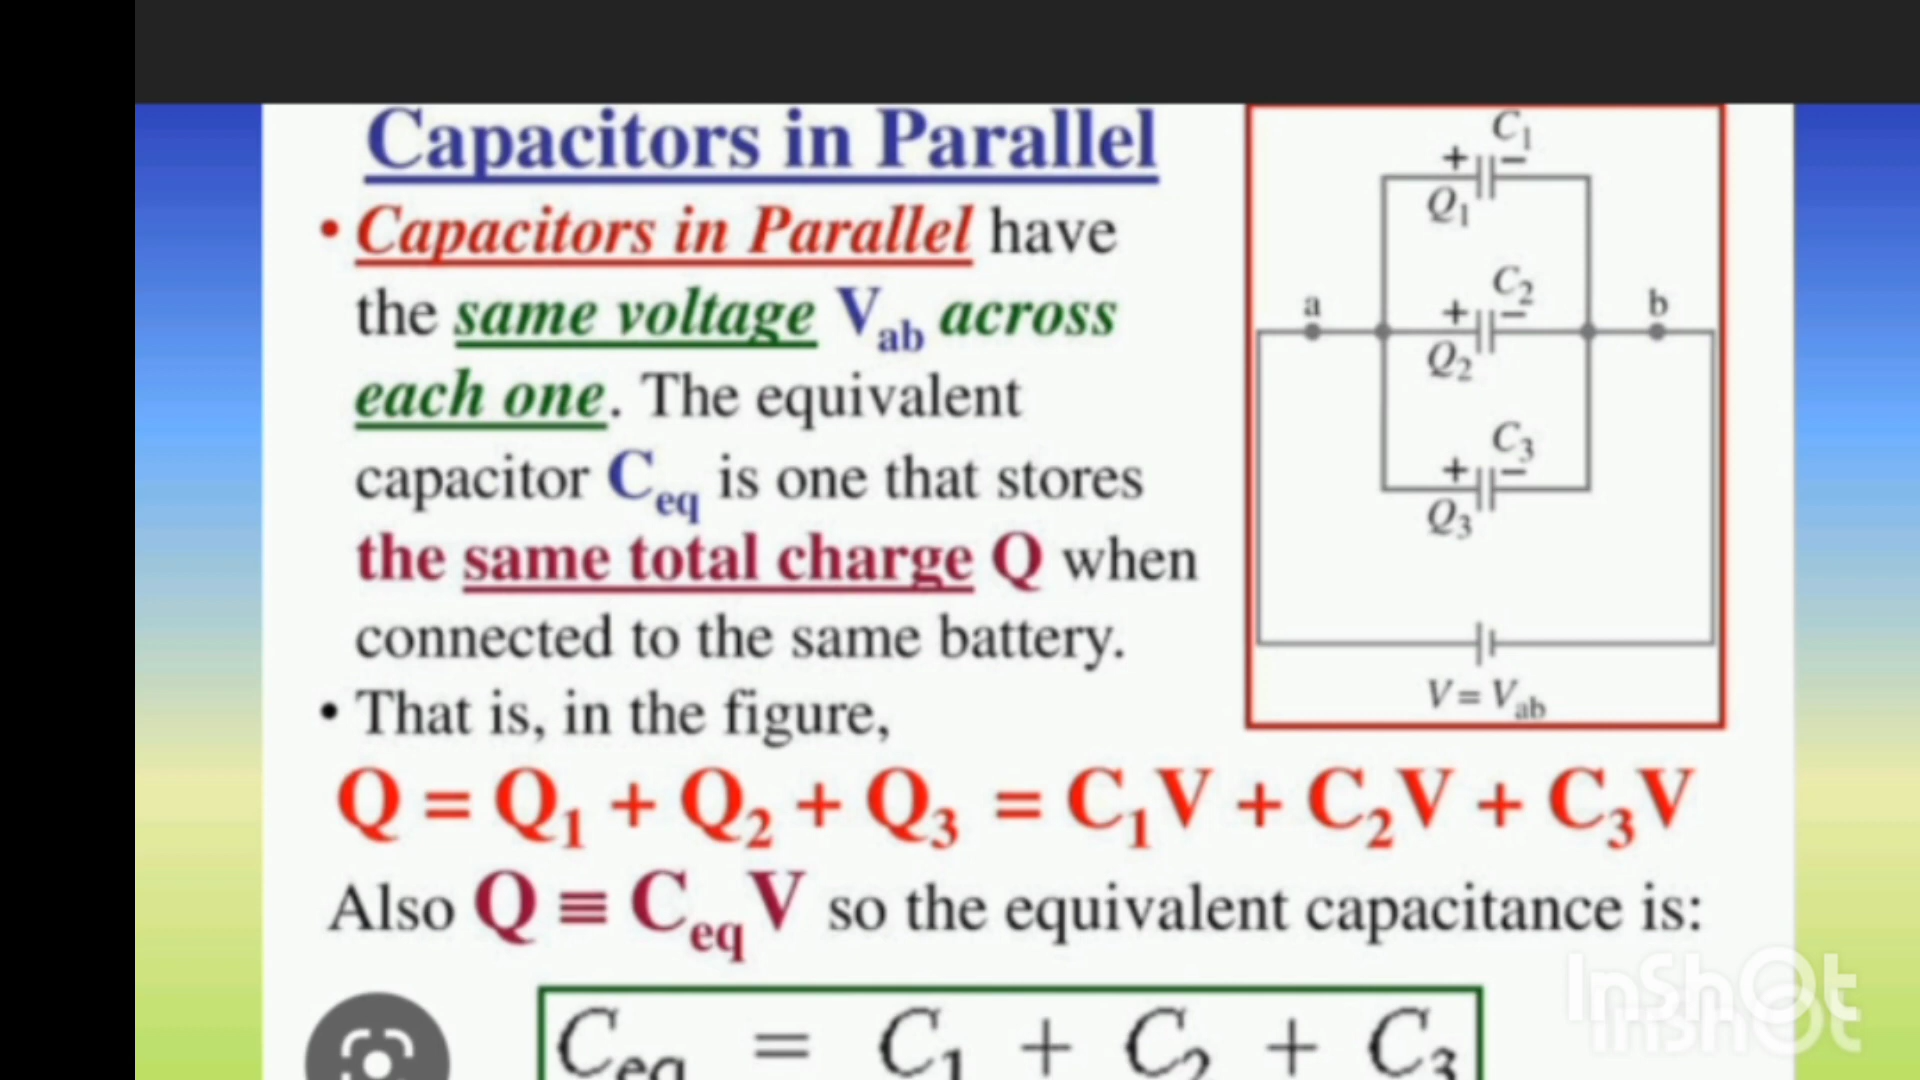 Capacitors in Parallel
• Capacitors in Parallel have
the same voltage Vab across
each one. The equivalent
capacitor Ceq is one that stores
the same total charge Q when
connected to the same battery.
• That is, in the figure,
Q = Q1 + Q2 + Q3 = C1V + C2V + C3V
Also Q ≡ CeqV so the equivalent capacitance is:
Ceq = C1 + C2 + C3
C1
+ −
Q1
C2
a + − b
Q2
C3
+ −
Q3
V = Vab
InShOt
InShOt